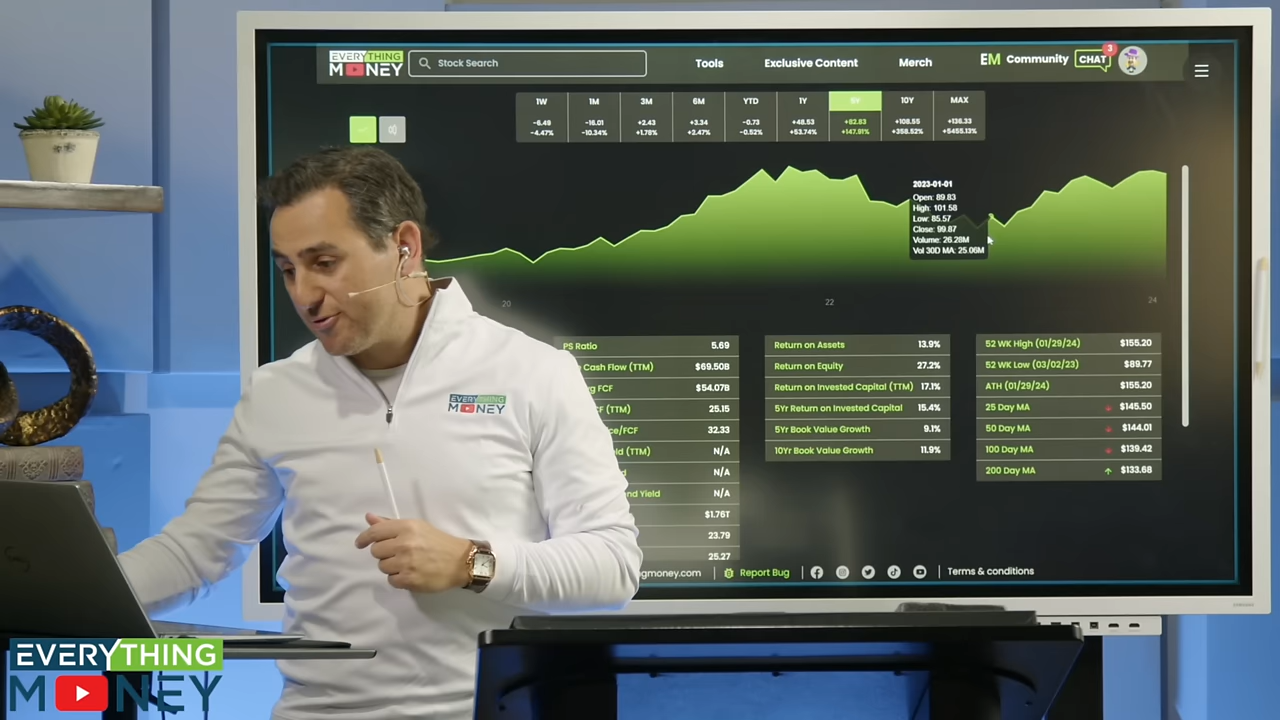 EVERYTHING
MONEY
Stock Search
Tools
Exclusive Content
Merch
EM Community
CHAT
3
1W 1M 3M 6M YTD 1Y 5Y 10Y MAX
-6.49 -16.01 +2.43 +3.34 -0.73 +48.53 +82.83 +108.55 +136.33
-4.47% -10.34% +1.78% +2.47% -0.52% +53.74% +147.91% +358.52% +5455.13%
2023-01-01
Open: 89.83
High: 101.58
Low: 85.57
Close: 99.87
Volume: 26.28M
Vol 30D MA: 25.06M
20 22 24
PS Ratio 5.69
Cash Flow (TTM) $69.50B
FCF $54.07B
(TTM) 25.15
/FCF 32.33
(TTM) N/A
N/A
Yield N/A
$1.76T
23.79
25.27
Return on Assets 13.9%
Return on Equity 27.2%
Return on Invested Capital (TTM) 17.1%
5Yr Return on Invested Capital 15.4%
5Yr Book Value Growth 9.1%
10Yr Book Value Growth 11.9%
52 WK High (01/29/24) $155.20
52 WK Low (03/02/23) $89.77
ATH (01/29/24) $155.20
25 Day MA $145.50
50 Day MA $144.01
100 Day MA $139.42
200 Day MA $133.68
ngmoney.com
Report Bug
Terms & conditions
EVERYTHING
MONEY
EVERYTHING
MONEY